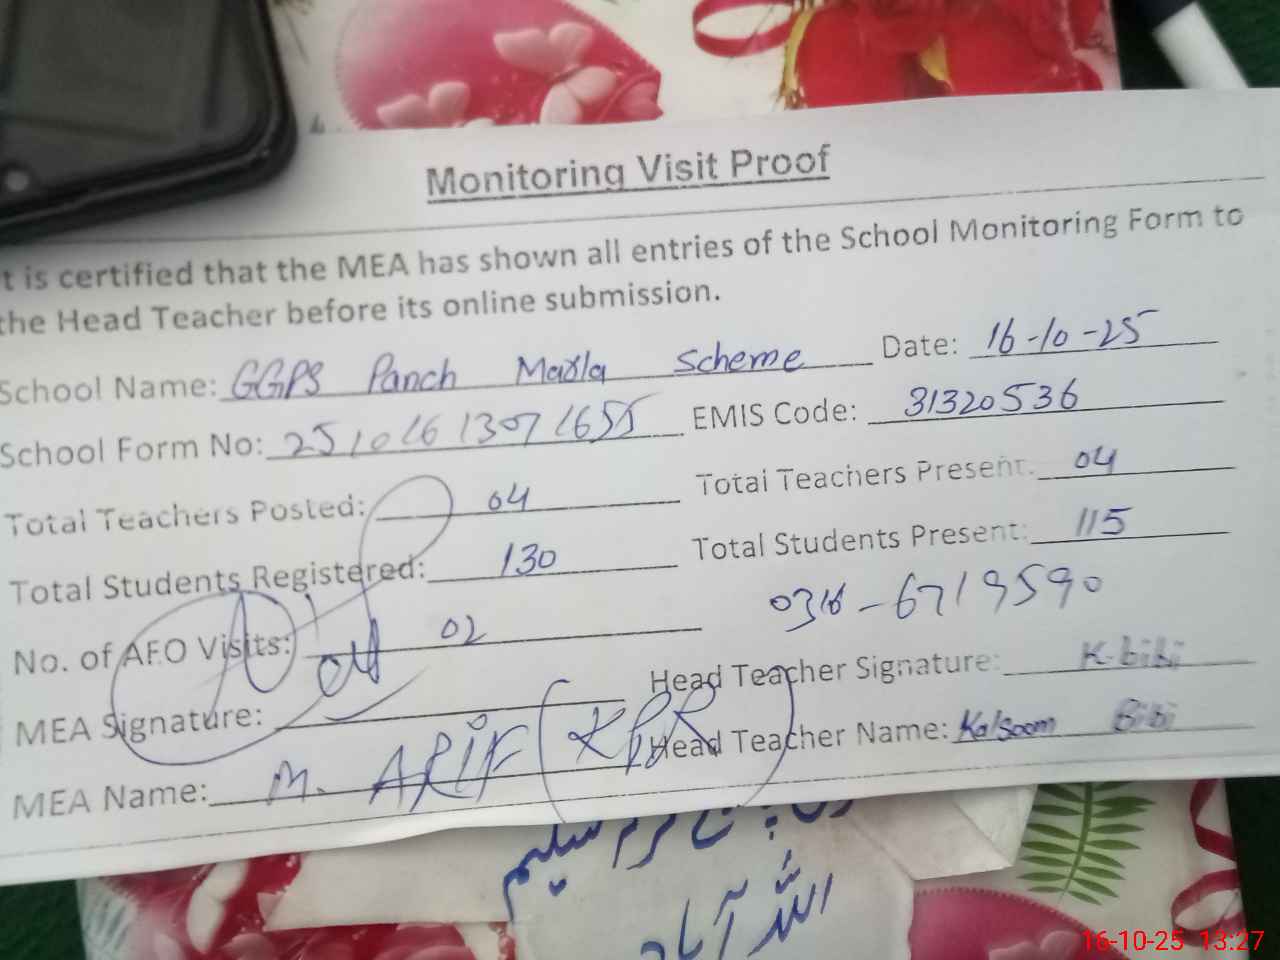 Monitoring Visit Proof
t is certified that the MEA has shown all entries of the School Monitoring Form to
the Head Teacher before its online submission.
School Name: GGPS Panch Marla Scheme Date: 16-10-25
School Form No: 25101613071655 EMIS Code: 31320536
Total Teachers Posted: 04 Total Teachers Present: 04
Total Students Registered: 130 Total Students Present: 115
No. of AEO Visits: 02 0316-6719590
MEA Signature: Head Teacher Signature: K-bibi
MEA Name: M. ARIF Head Teacher Name: Kalsoom Bibi
سلیم
اللہ آباد
16-10-25 13:27